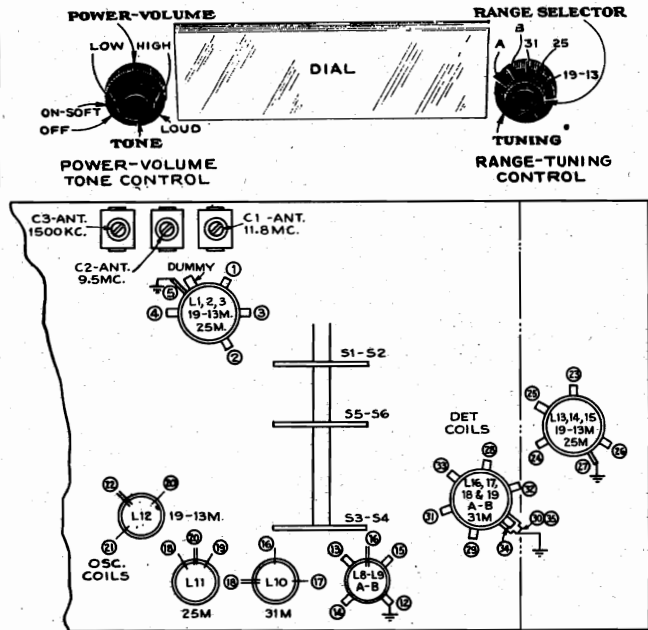 POWER-VOLUME
LOW HIGH
ON-SOFT
OFF
LOUD
TONE
POWER-VOLUME
TONE CONTROL
DIAL
RANGE SELECTOR
A B 31 25
19-13
TUNING
RANGE-TUNING
CONTROL
C3-ANT.
1500 KC.
C2-ANT.
9.5MC.
C1-ANT.
11.8 MC.
DUMMY
1
5
L1, 2, 3
19-13M.
25M.
4
3
2
S1-S2
S5-S6
S3-S4
DET
COILS
23
25
L13, 14, 15
19-13M
25M
24
26
27
28
33
L16, 17,
18 & 19
A-B
31M
32
31
30 35
29
34
22
20
L12
19-13M.
21
OSC.
COILS
20
18
19
L11
25M
16
18
L10
17
31M
16
13
15
L8-L9
A-B
14
12